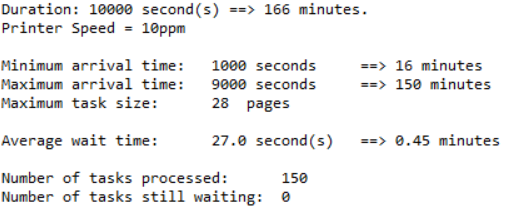 Duration: 10000 second(s) ==> 166 minutes.
Printer Speed = 10ppm
Minimum arrival time: 1000 seconds ==> 16 minutes
Maximum arrival time: 9000 seconds ==> 150 minutes
Maximum task size: 28 pages
Average wait time: 27.0 second(s) ==> 0.45 minutes
Number of tasks processed: 150
Number of tasks still waiting: 0